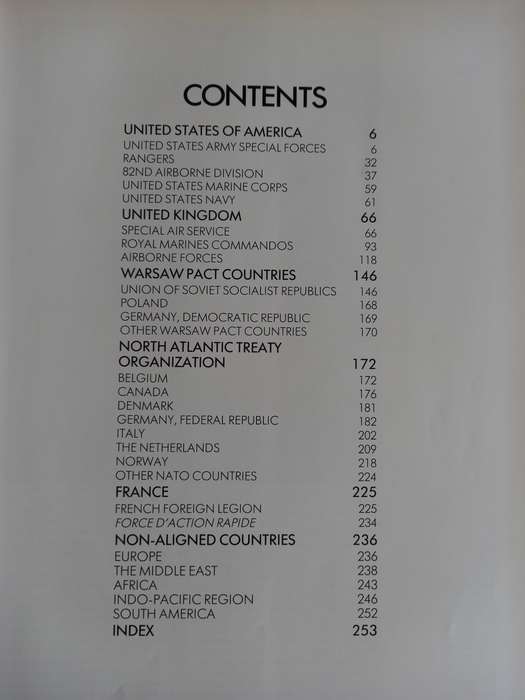 CONTENTS
UNITED STATES OF AMERICA 6
UNITED STATES ARMY SPECIAL FORCES 6
RANGERS 32
82ND AIRBORNE DIVISION 37
UNITED STATES MARINE CORPS 59
UNITED STATES NAVY 61
UNITED KINGDOM 66
SPECIAL AIR SERVICE 66
ROYAL MARINES COMMANDOS 93
AIRBORNE FORCES 118
WARSAW PACT COUNTRIES 146
UNION OF SOVIET SOCIALIST REPUBLICS 146
POLAND 168
GERMANY, DEMOCRATIC REPUBLIC 169
OTHER WARSAW PACT COUNTRIES 170
NORTH ATLANTIC TREATY
ORGANIZATION 172
BELGIUM 172
CANADA 176
DENMARK 181
GERMANY, FEDERAL REPUBLIC 182
ITALY 202
THE NETHERLANDS 209
NORWAY 218
OTHER NATO COUNTRIES 224
FRANCE 225
FRENCH FOREIGN LEGION 225
FORCE D'ACTION RAPIDE 234
NON-ALIGNED COUNTRIES 236
EUROPE 236
THE MIDDLE EAST 238
AFRICA 243
INDO-PACIFIC REGION 246
SOUTH AMERICA 252
INDEX 253